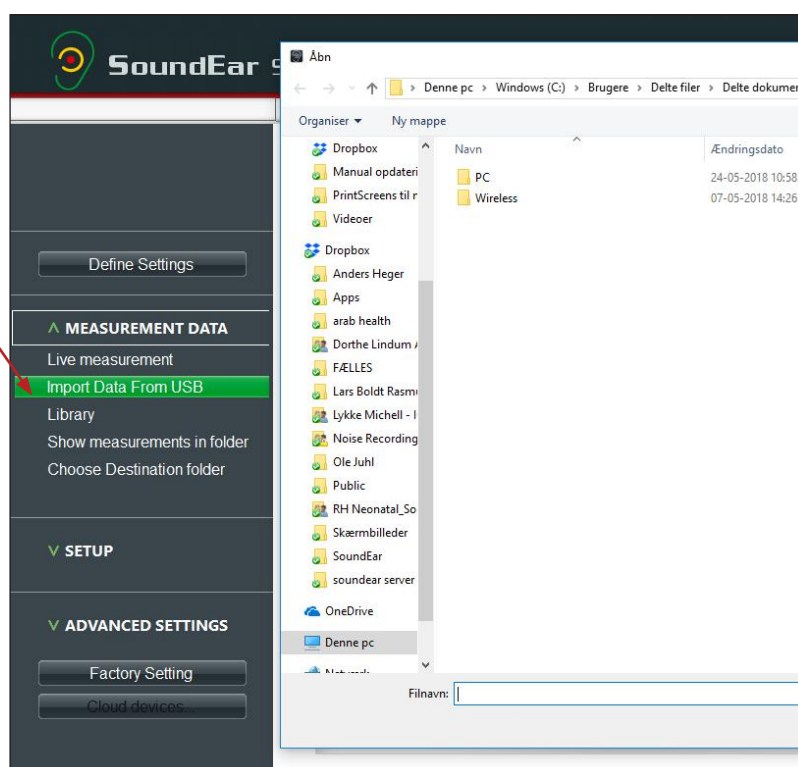 SoundEar
Åbn
Denne pc > Windows (C:) > Brugere > Delte filer > Delte
Organiser Ny mappe
Navn Ændringsdato
PC 24-05-2018 10:58
Wireless 07-05-2018 14:26
Dropbox
Manual
PrintScreens til
Videoer
Dropbox
Anders Heger
Apps
arab health
Dorthe Lindum
FÆLLES
Lars Boldt
Lykke Michell -
Noise Recording
Ole Juhl
Public
RH Neonatal_So
Skærmbilleder
SoundEar
soundear server
OneDrive
Denne pc
Filnavn:
Define Settings
MEASUREMENT DATA
Live measurement
Import Data From USB
Library
Show measurements in folder
Choose Destination folder
SETUP
ADVANCED SETTINGS
Factory Setting
Cloud devices...